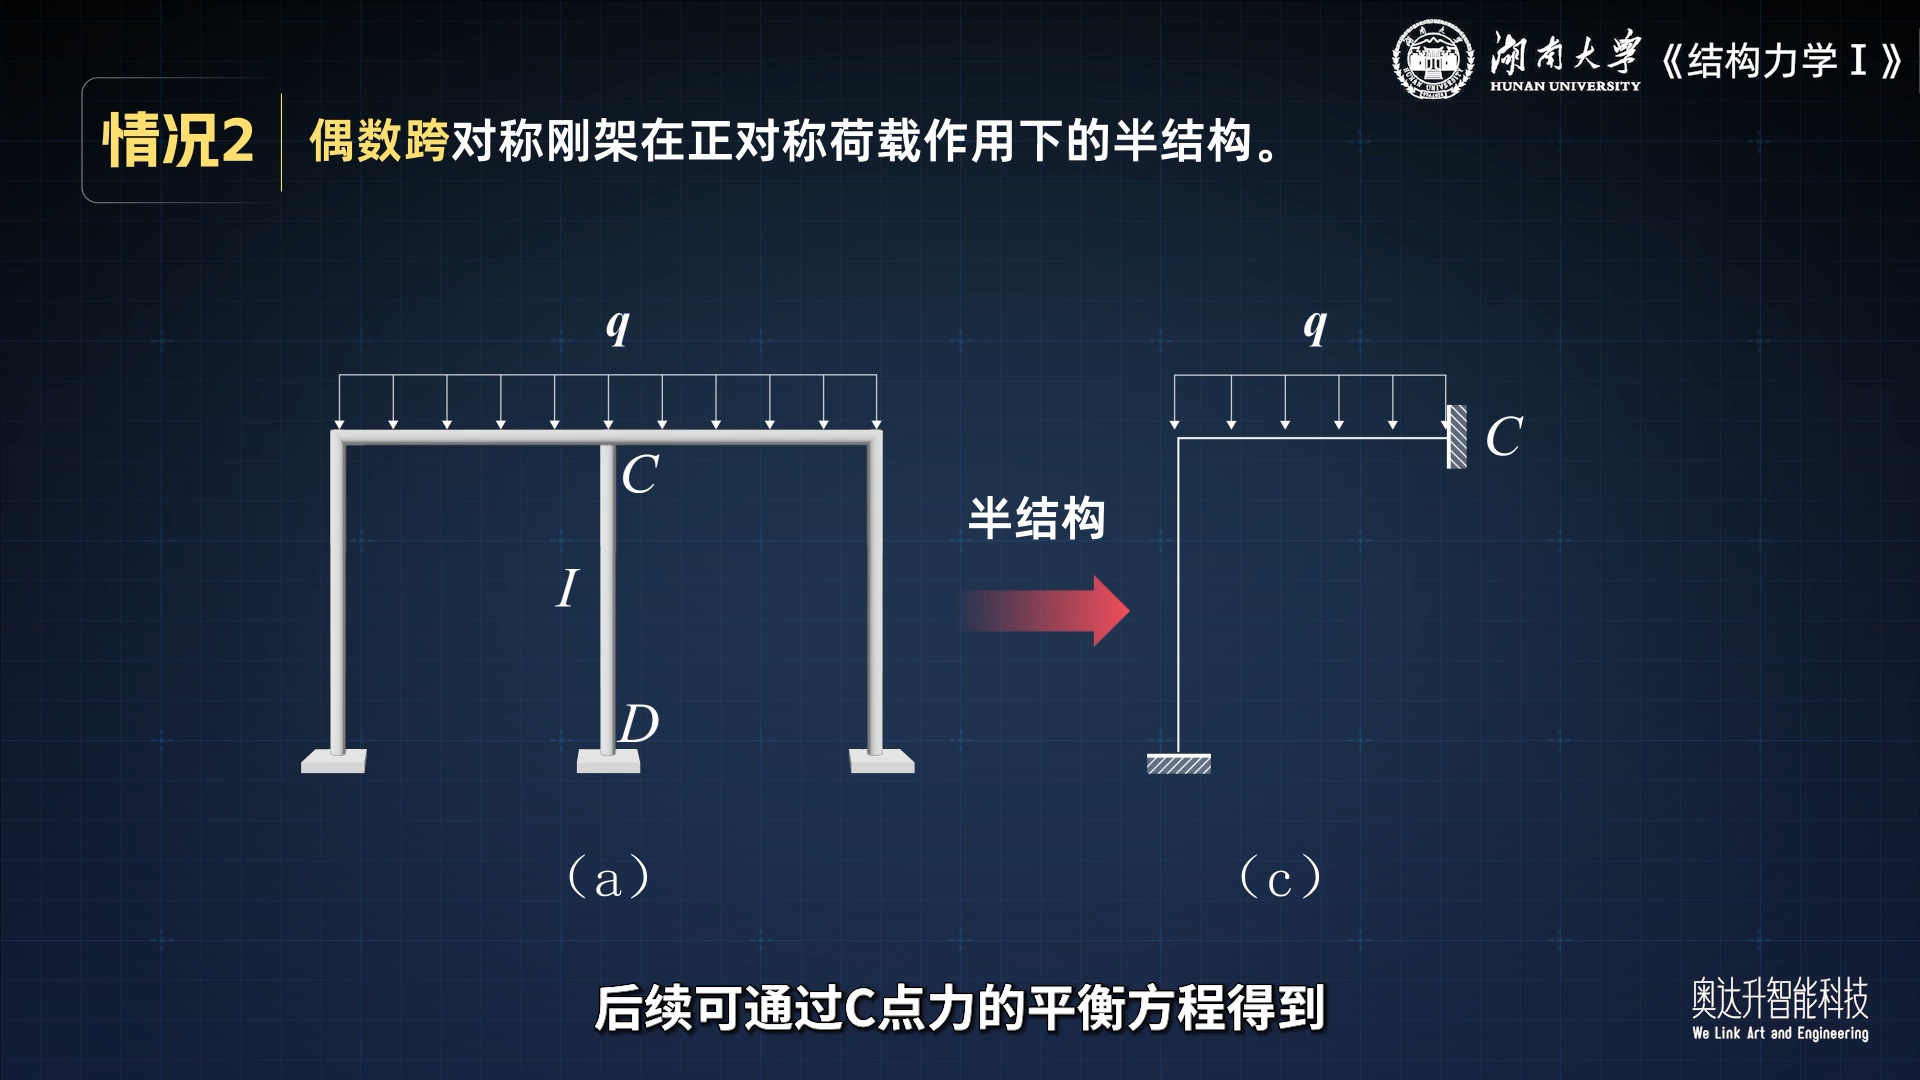 湖南大学
HUNAN UNIVERSITY
《结构力学Ⅰ》
情况2
偶数跨对称刚架在正对称荷载作用下的半结构。
q
q
C
C
半结构
I
D
（a）
（c）
后续可通过C点力的平衡方程得到
奥达升智能科技
We Link Art and Engineering